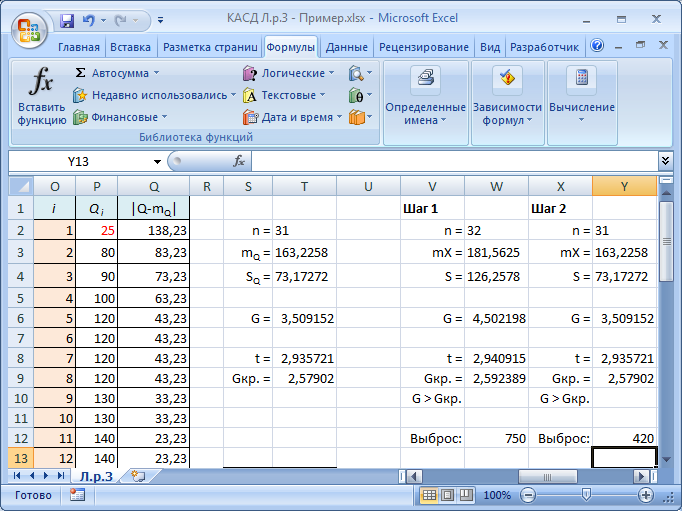 КАСД Л.р.3 - Пример.xlsx - Microsoft Excel
Главная Вставка Разметка страниц Формулы Данные Рецензирование Вид Разработчик
fx Вставить функцию
Σ Автосумма
Недавно использовались
Финансовые
Логические
Текстовые
Дата и время
Определенные имена
Зависимости формул
Вычисление
Библиотека функций
Y13 fx
O P Q R S T U V W X Y
1 i Qi |Q-mQ| Шаг 1 Шаг 2
2 1 25 138,23 n = 31 n = 32 n = 31
3 2 80 83,23 mQ = 163,2258 mX = 181,5625 mX = 163,2258
4 3 90 73,23 SQ = 73,17272 S = 126,2578 S = 73,17272
5 4 100 63,23
6 5 120 43,23 G = 3,509152 G = 4,502198 G = 3,509152
7 6 120 43,23
8 7 120 43,23 t = 2,935721 t = 2,940915 t = 2,935721
9 8 120 43,23 Gкр. = 2,57902 Gкр. = 2,592389 Gкр. = 2,57902
10 9 130 33,23 G > Gкр. G > Gкр.
11 10 130 33,23
12 11 140 23,23 Выброс: 750 Выброс: 420
13 12 140 23,23
Л.р.3
Готово 100%